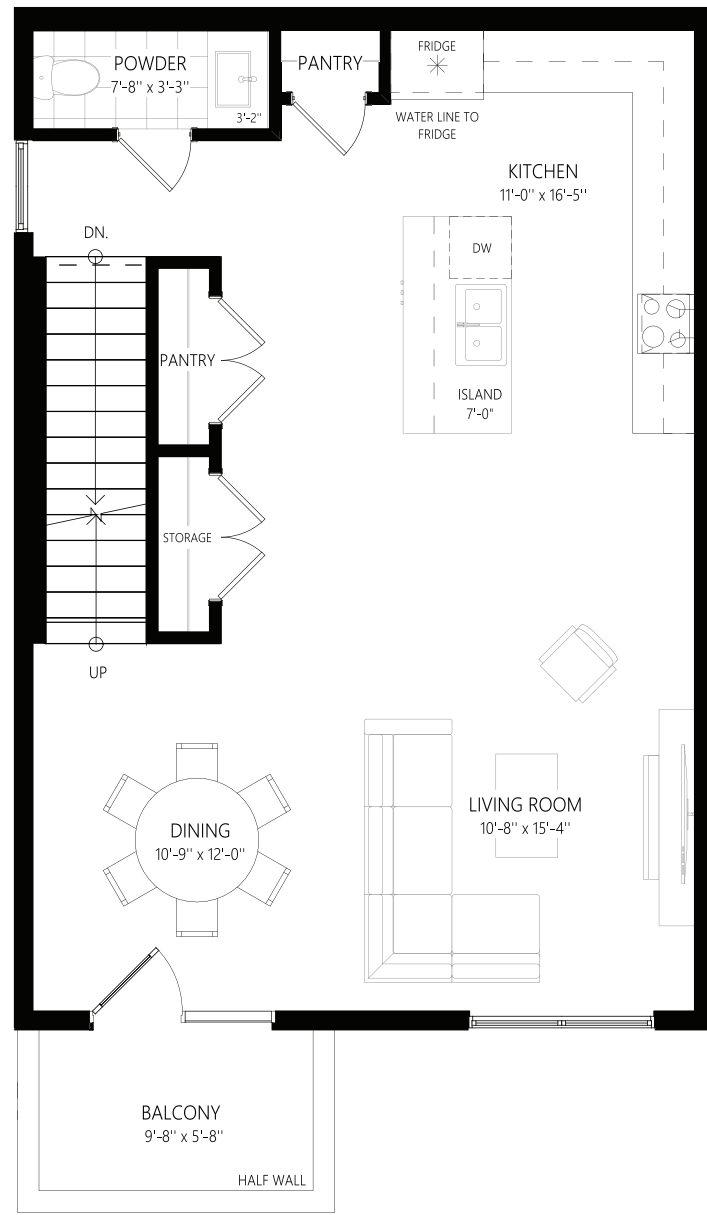 POWDER
7'-8" x 3'-3"
3'-2"
PANTRY
FRIDGE
WATER LINE TO
FRIDGE
KITCHEN
11'-0" x 16'-5"
DN.
DW
PANTRY
ISLAND
7'-0"
STORAGE
UP
DINING
10'-9" x 12'-0"
LIVING ROOM
10'-8" x 15'-4"
BALCONY
9'-8" x 5'-8"
HALF WALL